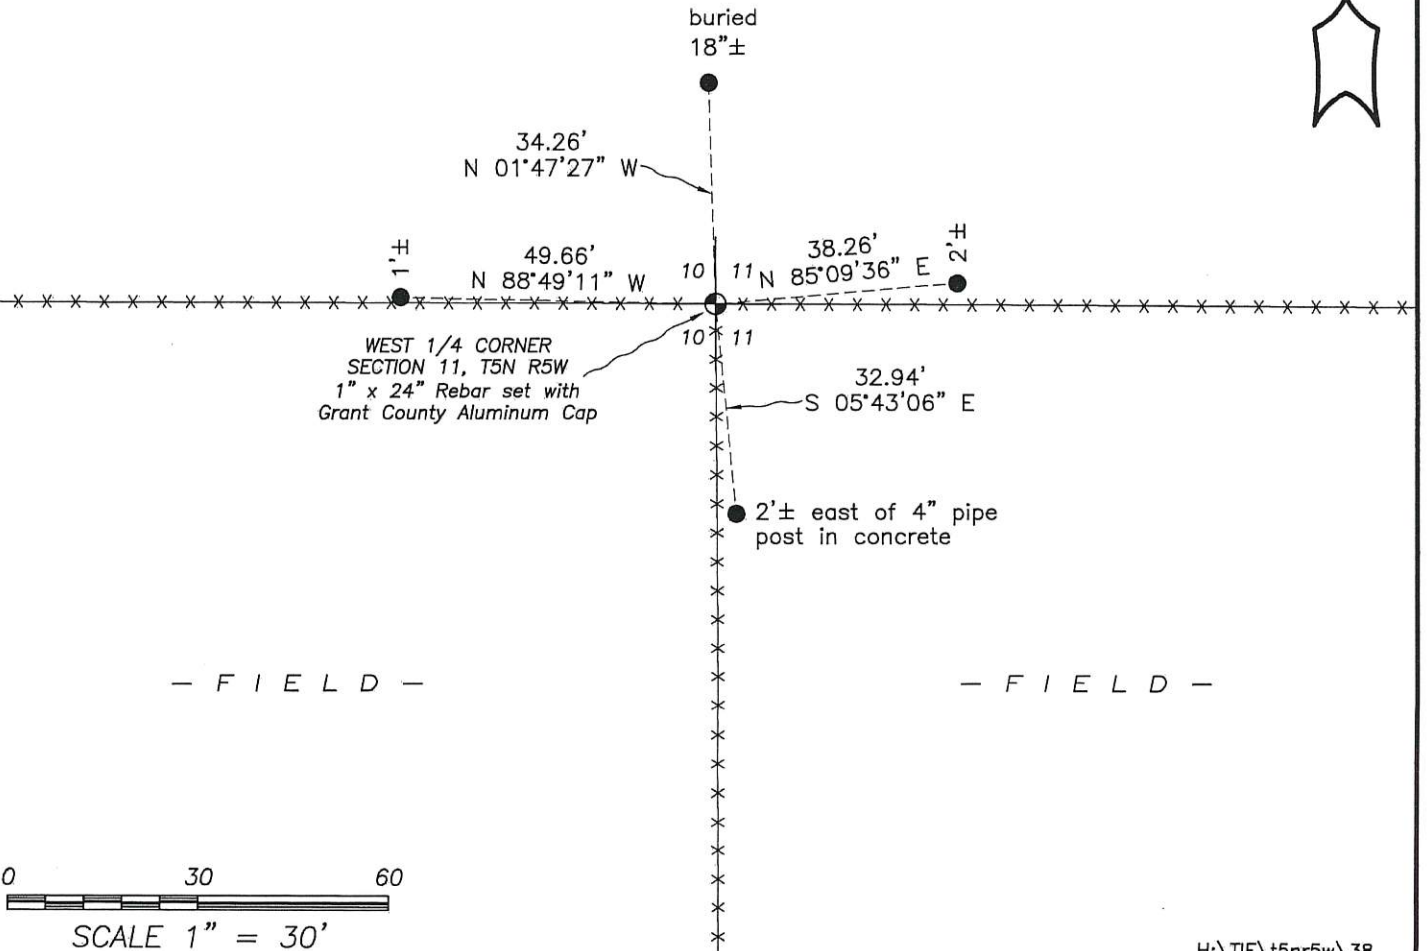 buried
18"±
34.26'
N 01°47'27" W
1'±
49.66'
N 88°49'11" W
10
11
38.26'
N 85°09'36" E
2'±
10
11
WEST 1/4 CORNER
SECTION 11, T5N R5W
1" x 24" Rebar set with
Grant County Aluminum Cap
32.94'
S 05°43'06" E
2'± east of 4" pipe
post in concrete
– F I E L D –
– F I E L D –
0 30 60
SCALE 1" = 30'